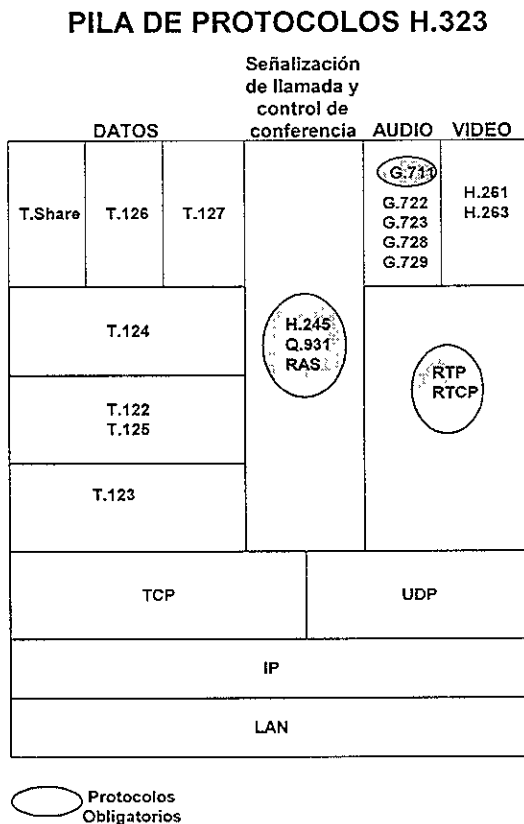 PILA DE PROTOCOLOS H.323
Señalización
de llamada y
control de
conferencia
DATOS
AUDIO
VIDEO
T.Share
T.126
T.127
G.711
G.722
G.723
G.728
G.729
H.261
H.263
T.124
H.245
Q.931
RAS
RTP
RTCP
T.122
T.125
T.123
TCP
UDP
IP
LAN
Protocolos
Obligatorios